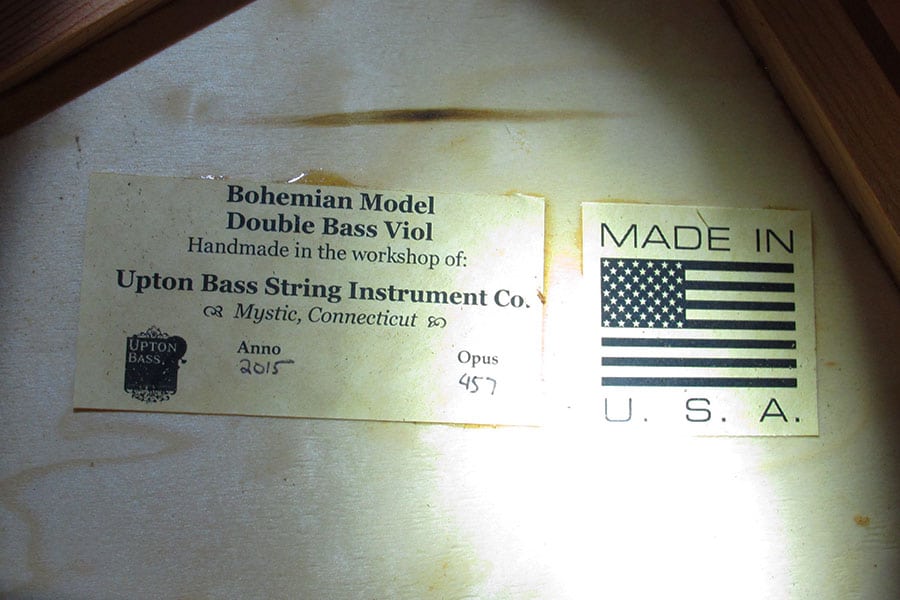 Bohemian Model
Double Bass Viol
Handmade in the workshop of:
Upton Bass String Instrument Co.
Mystic, Connecticut
UPTON
BASS
Anno
2015
Opus
457
MADE IN
U. S. A.